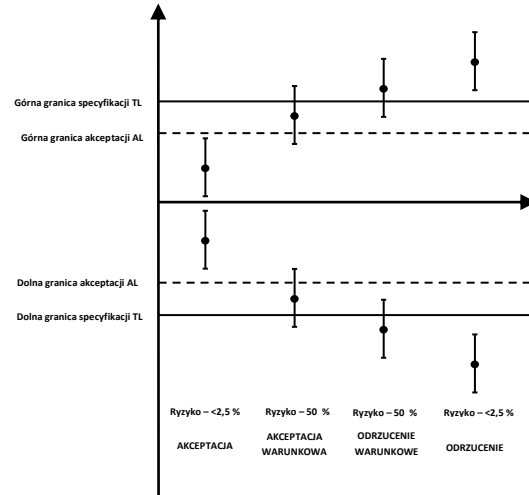 Górna granica specyfikacji TL
Górna granica akceptacji AL
Dolna granica akceptacji AL
Dolna granica specyfikacji TL
Ryzyko – <2,5 %
Ryzyko – 50 %
Ryzyko – 50 %
Ryzyko – <2,5 %
AKCEPTACJA
AKCEPTACJA
WARUNKOWA
ODRZUCENIE
WARUNKOWE
ODRZUCENIE